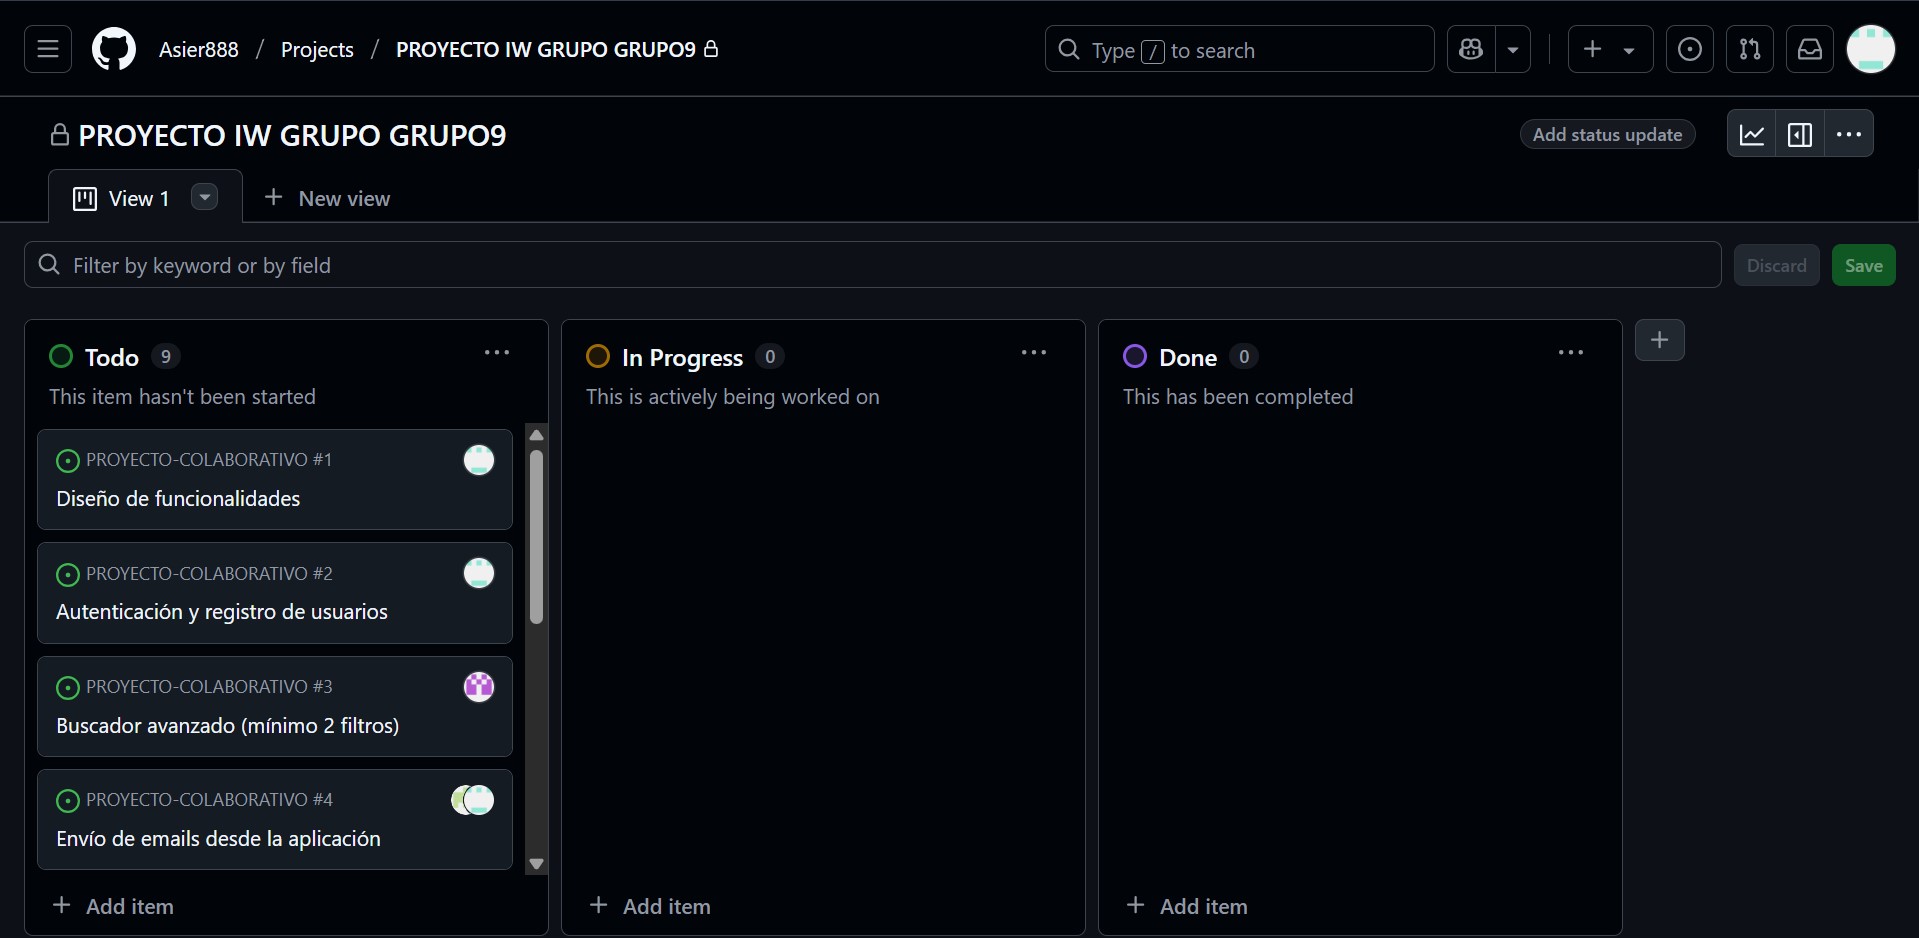 Asier888 / Projects / PROYECTO IW GRUPO GRUPO9
Type / to search
PROYECTO IW GRUPO GRUPO9
Add status update
View 1
New view
Filter by keyword or by field
Discard
Save
Todo 9
This item hasn't been started
PROYECTO-COLABORATIVO #1
Diseño de funcionalidades
PROYECTO-COLABORATIVO #2
Autenticación y registro de usuarios
PROYECTO-COLABORATIVO #3
Buscador avanzado (mínimo 2 filtros)
PROYECTO-COLABORATIVO #4
Envío de emails desde la aplicación
Add item
In Progress 0
This is actively being worked on
Add item
Done 0
This has been completed
Add item